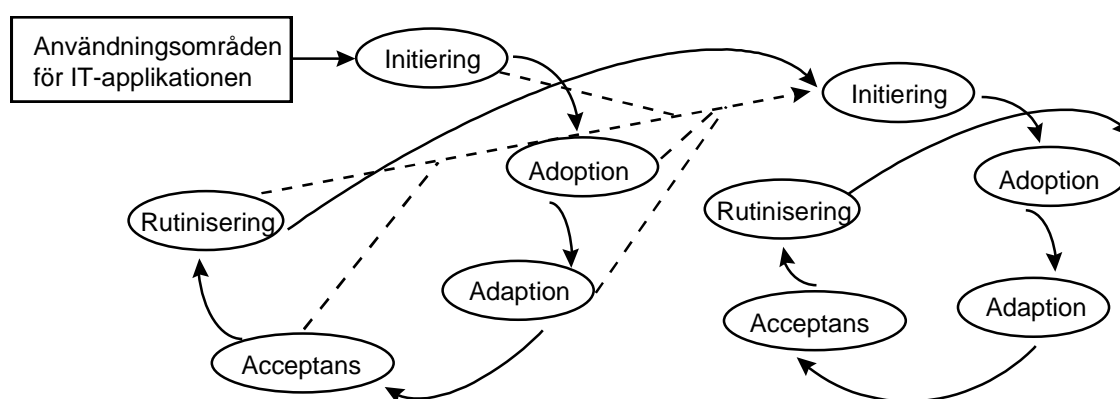 Användningsområden
för IT-applikationen
Initiering
Adoption
Adaption
Acceptans
Rutinisering
Initiering
Adoption
Adaption
Acceptans
Rutinisering